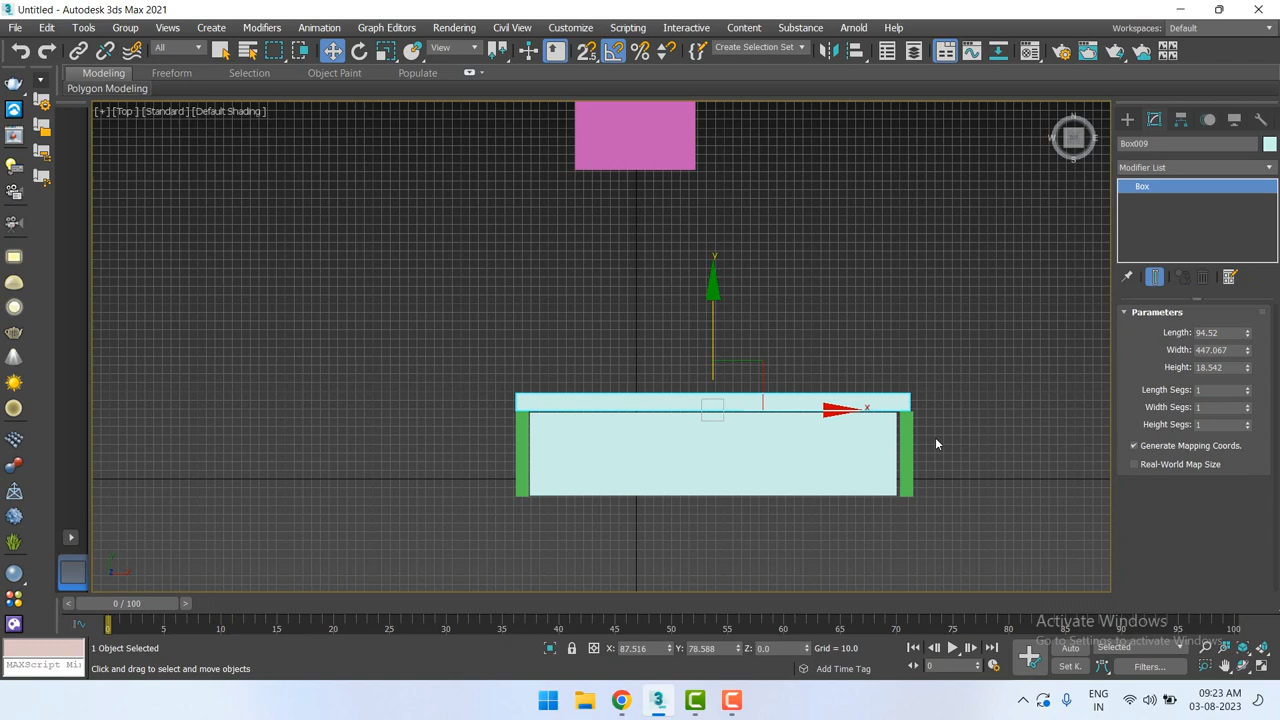 Untitled - Autodesk 3ds Max 2021
File Edit Tools Group Views Create Modifiers Animation Graph Editors Rendering Civil View Customize Scripting Interactive Content Substance Arnold Help Workspaces: Default
All View Create Selection Set
Modeling Freeform Selection Object Paint Populate
Polygon Modeling
[+] [Top ] [Standard ] [Default Shading ]
N
W E
S
Box009
Modifier List
Box
y
x
Parameters
Length: 94.52
Width: 447.067
Height: 18.542
Length Segs: 1
Width Segs: 1
Height Segs: 1
Generate Mapping Coords.
Real-World Map Size
z x
< 0 / 100 >
0 5 10 15 20 25 30 35 40 45 50 55 60 65 70 75 80 85 90 95 100
Activate Windows
Go to Settings to activate Windows.
1 Object Selected X: 87.516 Y: 78.588 Z: 0.0 Grid = 10.0 Auto Selected
MAXScript Mi Click and drag to select and move objects Add Time Tag 0 Set K. Filters...
ENG
IN
09:23 AM
03-08-2023